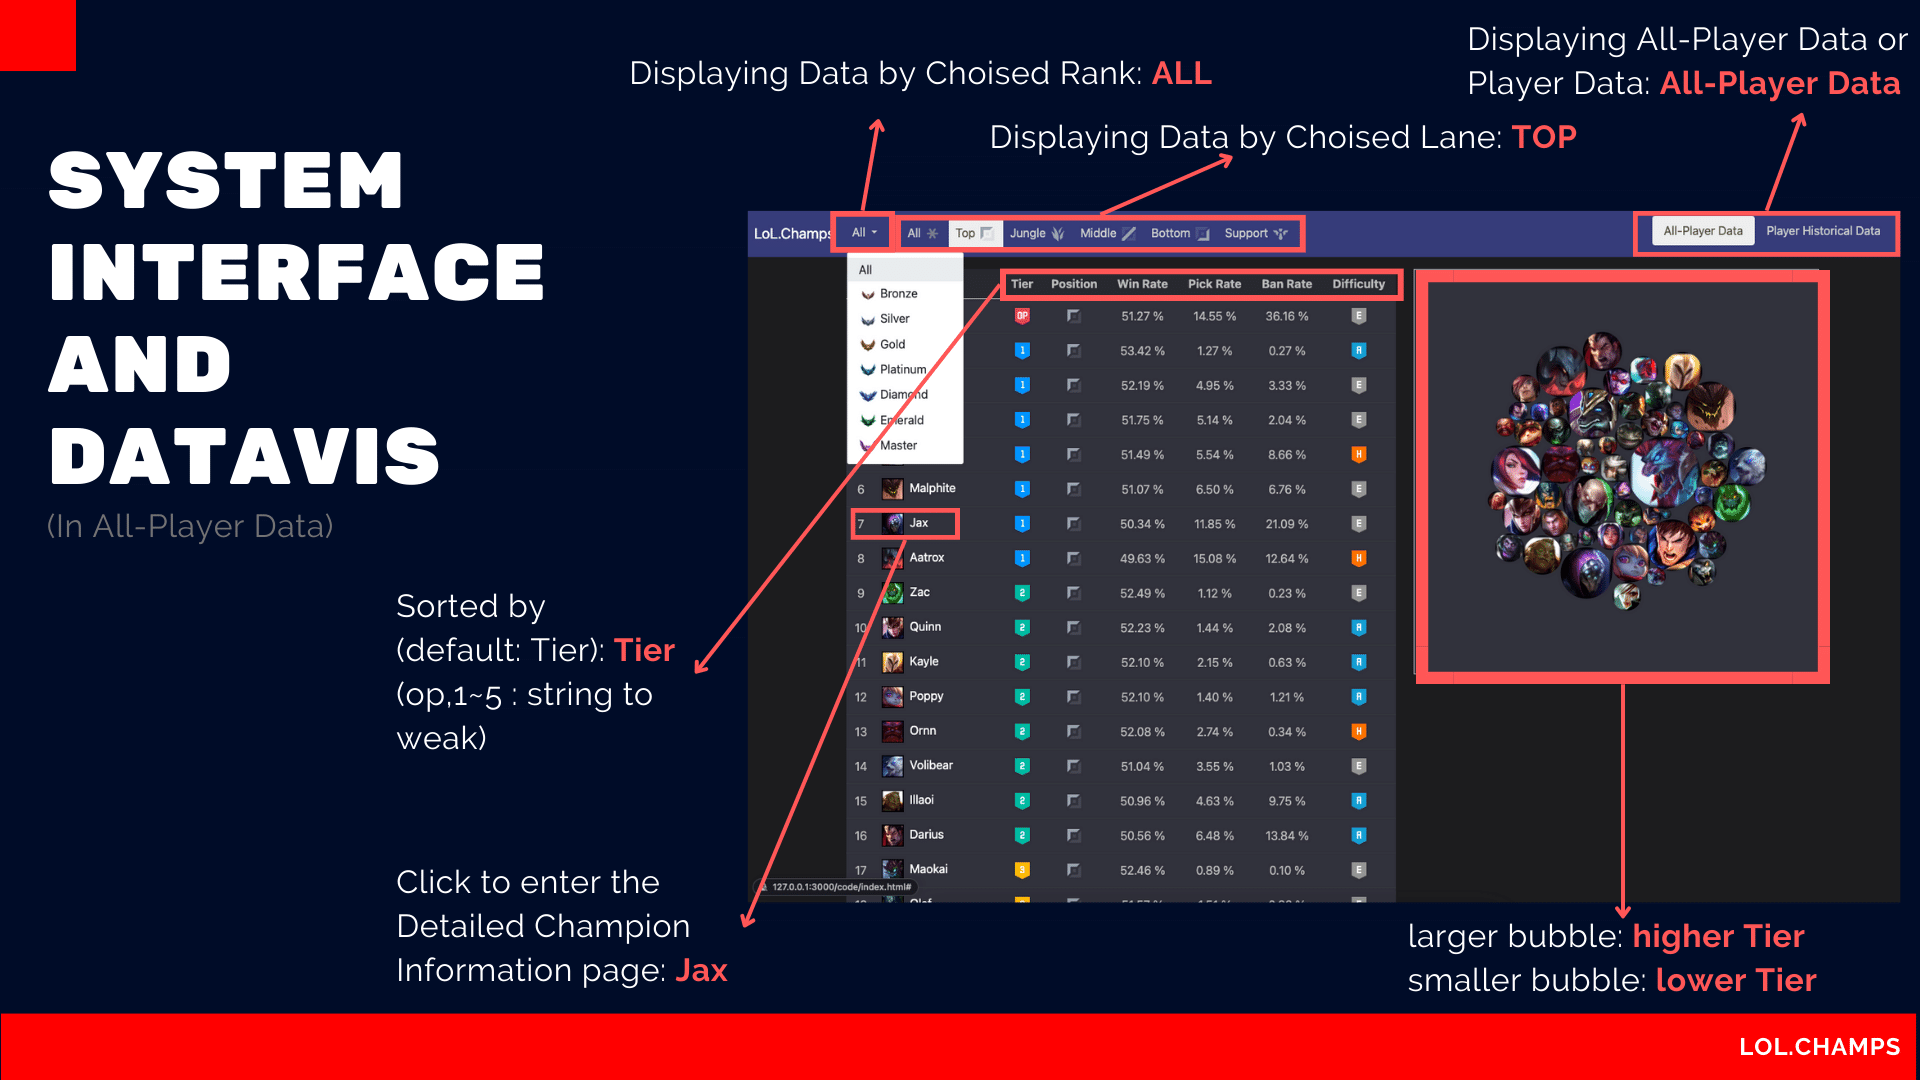 Displaying All-Player Data or
Player Data: All-Player Data
Displaying Data by Choised Rank: ALL
Displaying Data by Choised Lane: TOP
SYSTEM
INTERFACE
AND
DATAVIS
(In All-Player Data)
LoL.Champs All All Top Jungle Middle Bottom Support All-Player Data Player Historical Data
All
Bronze
Silver
Gold
Platinum
Diamond
Emerald
Master
Tier Position Win Rate Pick Rate Ban Rate Difficulty
OP 51.27 % 14.55 % 36.16 % E
1 53.42 % 1.27 % 0.27 % A
1 52.19 % 4.95 % 3.33 % E
1 51.75 % 5.14 % 2.04 % E
1 51.49 % 5.54 % 8.66 % H
6 Malphite 1 51.07 % 6.50 % 6.76 % E
7 Jax 1 50.34 % 11.85 % 21.09 % E
8 Aatrox 1 49.63 % 15.08 % 12.64 % H
9 Zac 2 52.49 % 1.12 % 0.23 % E
10 Quinn 2 52.23 % 1.44 % 2.08 % A
11 Kayle 2 52.10 % 2.15 % 0.63 % A
12 Poppy 2 52.10 % 1.40 % 1.21 % A
13 Ornn 2 52.08 % 2.74 % 0.34 % H
14 Volibear 2 51.04 % 3.55 % 1.03 % E
15 Illaoi 2 50.96 % 4.63 % 9.75 % A
16 Darius 2 50.56 % 6.48 % 13.84 % A
17 Maokai 3 52.46 % 0.89 % 0.10 % E
127.0.0.1:3000/code/index.html#
Sorted by
(default: Tier): Tier
(op,1~5 : string to
weak)
Click to enter the
Detailed Champion
Information page: Jax
larger bubble: higher Tier
smaller bubble: lower Tier
LOL.CHAMPS